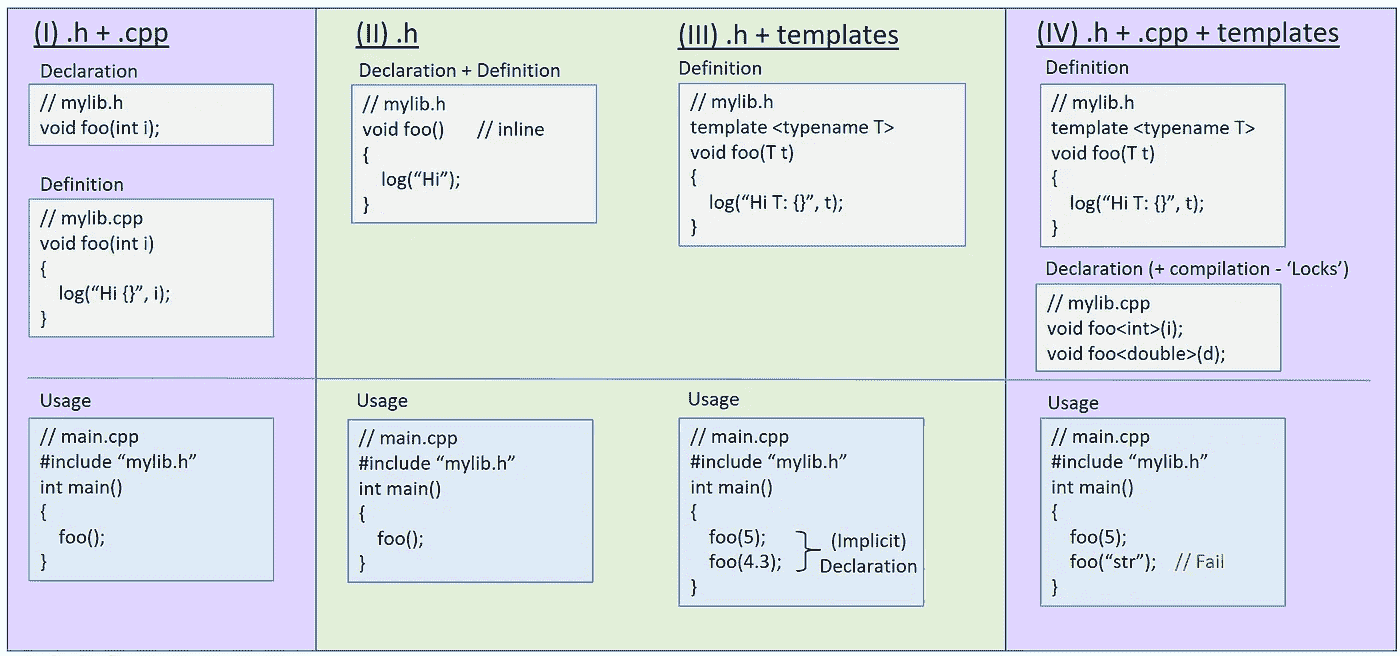 (I) .h + .cpp
Declaration
// mylib.h
void foo(int i);
Definition
// mylib.cpp
void foo(int i)
{
log(“Hi {}”, i);
}
Usage
// main.cpp
#include “mylib.h”
int main()
{
foo();
}
(II) .h
Declaration + Definition
// mylib.h
void foo() // inline
{
log(“Hi”);
}
Usage
// main.cpp
#include “mylib.h”
int main()
{
foo();
}
(III) .h + templates
Definition
// mylib.h
template <typename T>
void foo(T t)
{
log(“Hi T: {}”, t);
}
Usage
// main.cpp
#include “mylib.h”
int main()
{
foo(5);
foo(4.3);
}
(Implicit)
Declaration
(IV) .h + .cpp + templates
Definition
// mylib.h
template <typename T>
void foo(T t)
{
log(“Hi T: {}”, t);
}
Declaration (+ compilation - ‘Locks’)
// mylib.cpp
void foo<int>(i);
void foo<double>(d);
Usage
// main.cpp
#include “mylib.h”
int main()
{
foo(5);
foo(“str”); // Fail
}